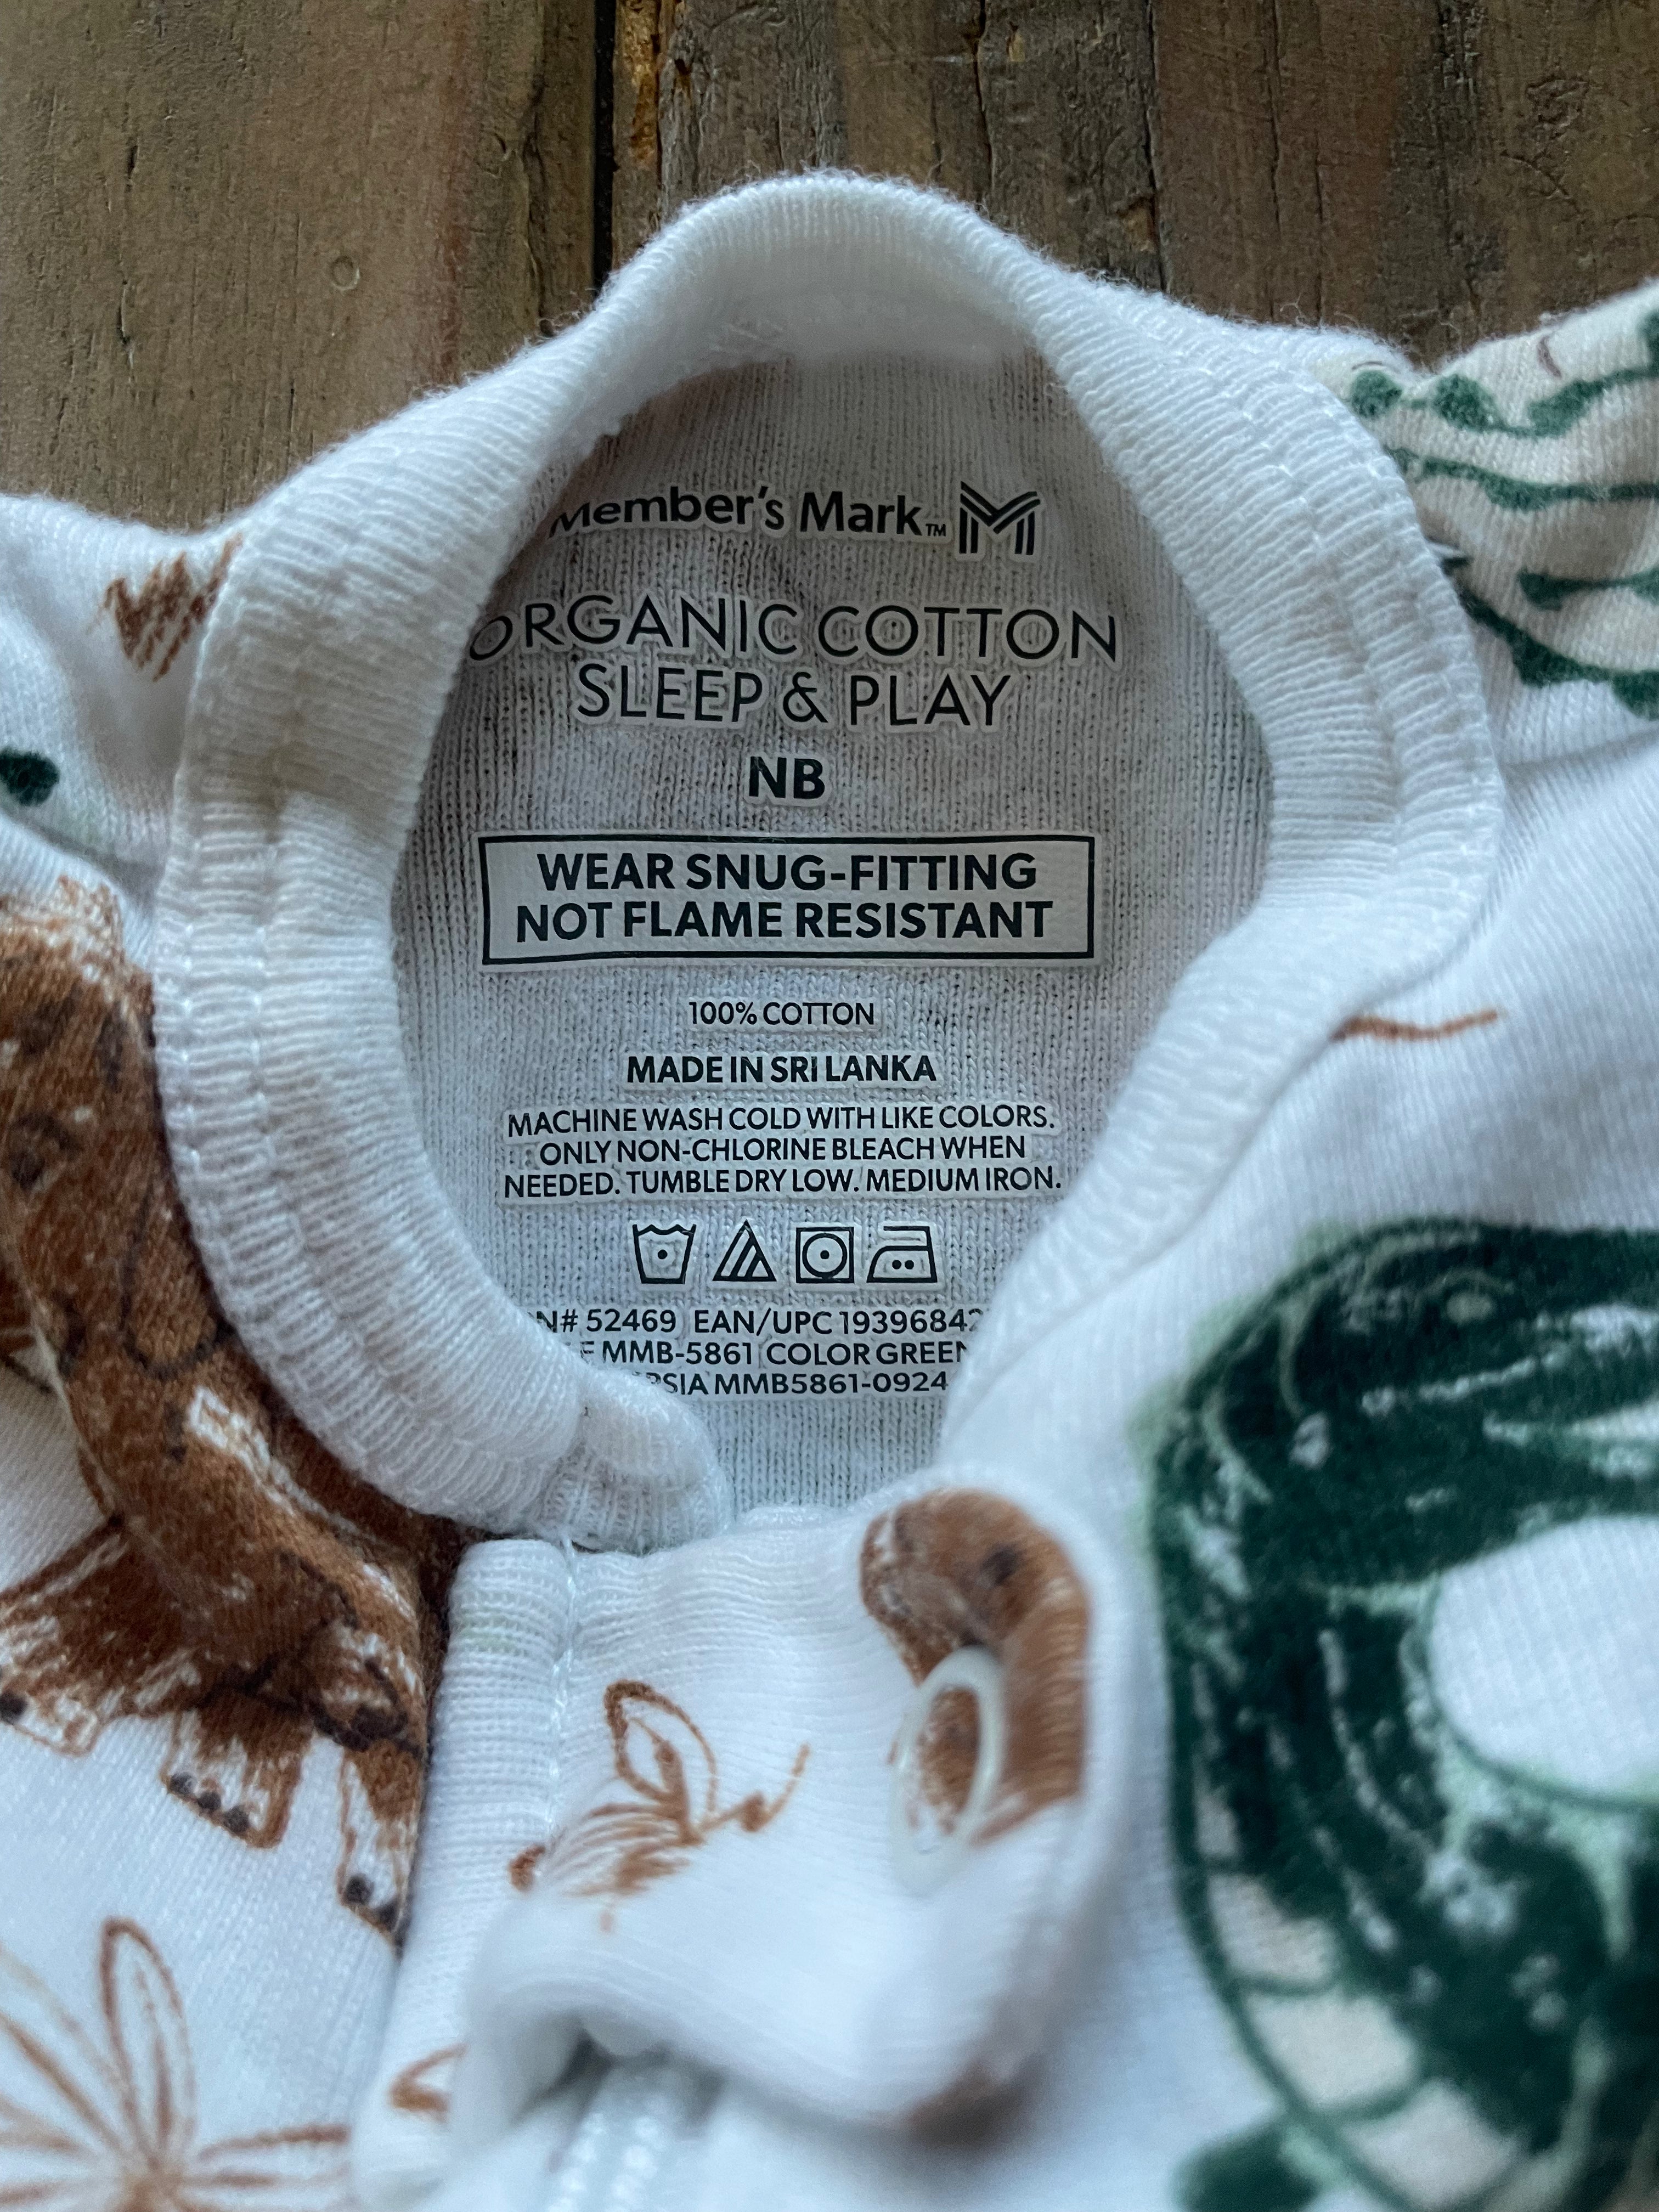 Member's Mark™
ORGANIC COTTON
SLEEP & PLAY
NB
WEAR SNUG-FITTING
NOT FLAME RESISTANT
100% COTTON
MADE IN SRI LANKA
MACHINE WASH COLD WITH LIKE COLORS.
ONLY NON-CHLORINE BLEACH WHEN
NEEDED. TUMBLE DRY LOW. MEDIUM IRON.
N# 52469 EAN/UPC 19396842
MMB-5861 COLOR GREEN
MMB5861-0924